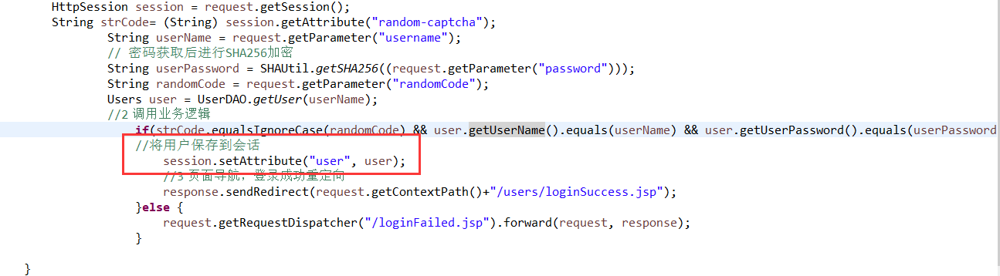 HttpSession session = request.getSession();
String strCode= (String) session.getAttribute("random-captcha");
String userName = request.getParameter("username");
// 密码获取后进行SHA256加密
String userPassword = SHAUtil.getSHA256((request.getParameter("password")));
String randomCode = request.getParameter("randomCode");
Users user = UserDAO.getUser(userName);
//2 调用业务逻辑
if(strCode.equalsIgnoreCase(randomCode) && user.getUserName().equals(userName) && user.getUserPassword().equals(userPassword
//将用户保存到会话
session.setAttribute("user", user);
//3 页面导航，登录成功重定向
response.sendRedirect(request.getContextPath()+"/users/loginSuccess.jsp");
}else {
request.getRequestDispatcher("/loginFailed.jsp").forward(request, response);
}
}